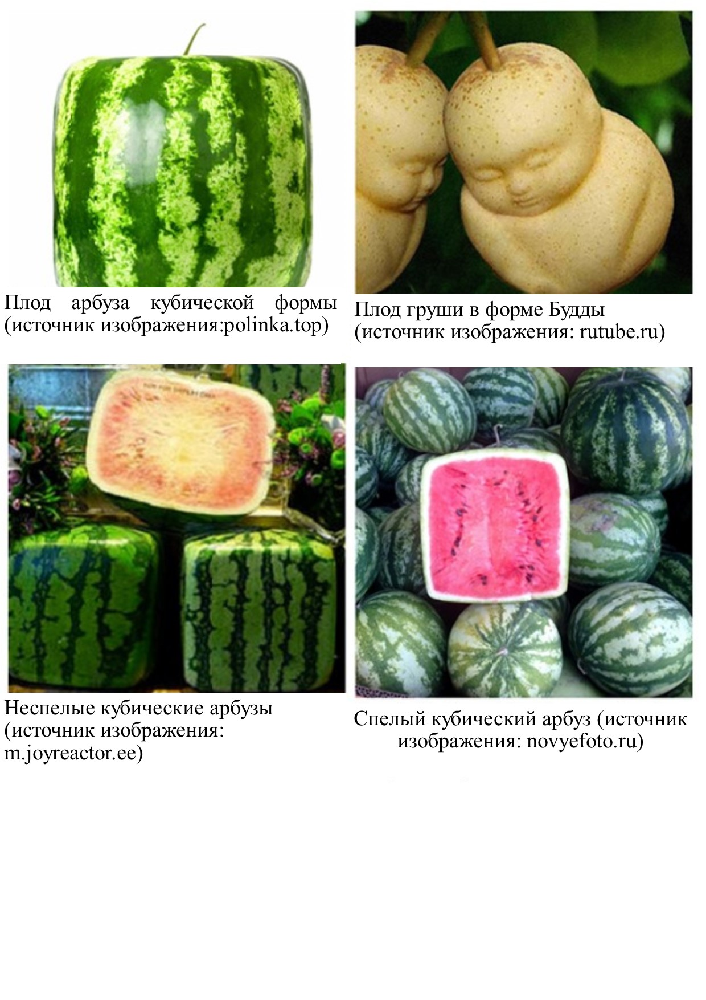 Плод арбуза кубической формы
(источник изображения:polinka.top)
Плод груши в форме Будды
(источник изображения: rutube.ru)
Неспелые кубические арбузы
(источник изображения:
m.joyreactor.ee)
Спелый кубический арбуз (источник
изображения: novyefoto.ru)